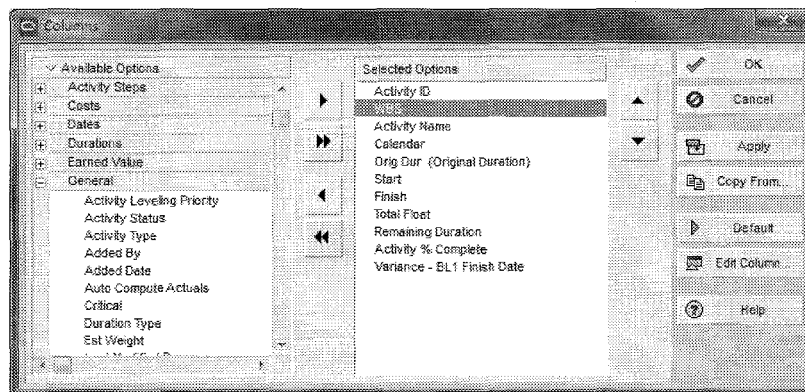 Columns
Available Options
Activity Steps
Costs
Dates
Durations
Earned Value
General
Activity Leveling Priority
Activity Status
Activity Type
Added By
Added Date
Auto Compute Actuals
Critical
Duration Type
Est Weight
Selected Options
Activity ID
WBS
Activity Name
Calendar
Orig Dur (Original Duration)
Start
Finish
Total Float
Remaining Duration
Activity % Complete
Variance - BL1 Finish Date
OK
Cancel
Apply
Copy From...
Default
Edit Column...
Help